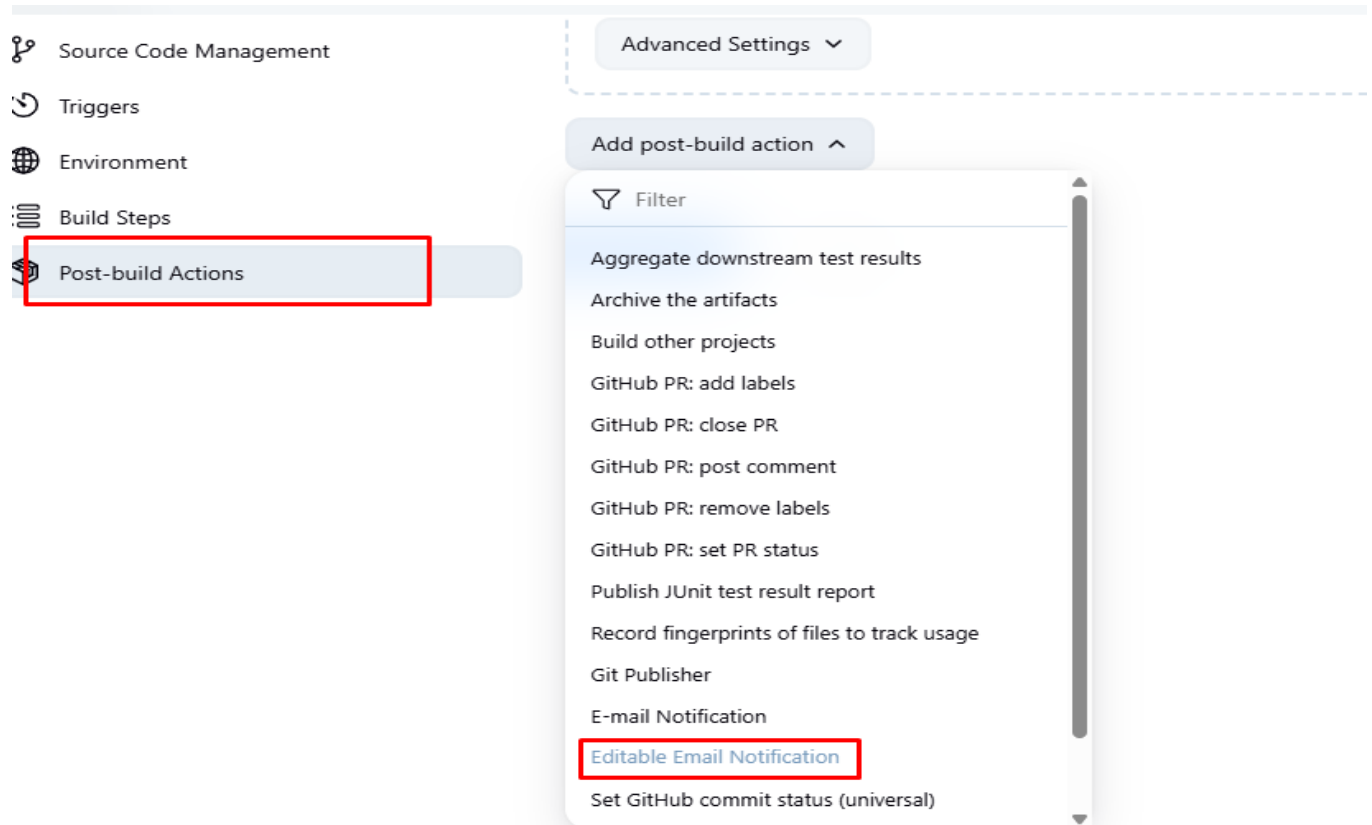 Source Code Management
Triggers
Environment
Build Steps
Post-build Actions
Advanced Settings
Add post-build action
Filter
Aggregate downstream test results
Archive the artifacts
Build other projects
GitHub PR: add labels
GitHub PR: close PR
GitHub PR: post comment
GitHub PR: remove labels
GitHub PR: set PR status
Publish JUnit test result report
Record fingerprints of files to track usage
Git Publisher
E-mail Notification
Editable Email Notification
Set GitHub commit status (universal)